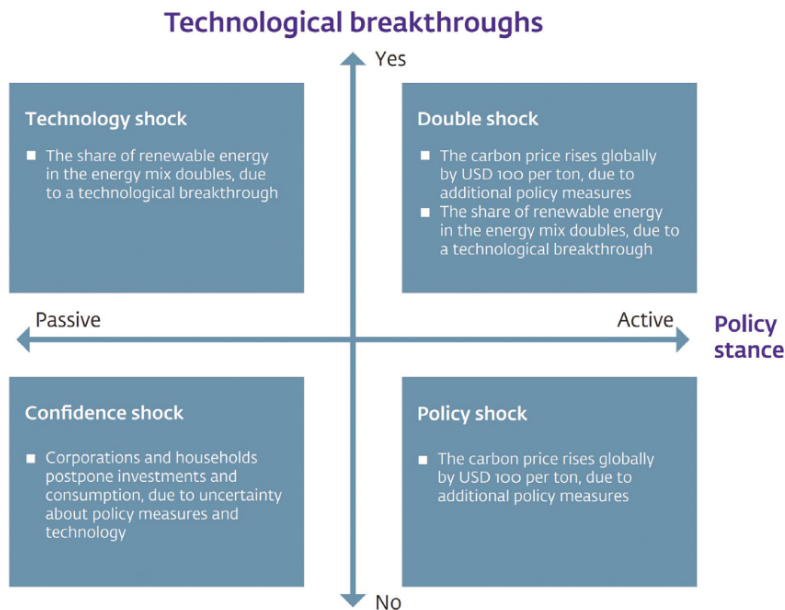 Technological breakthroughs
Yes
Technology shock
■ The share of renewable energy
in the energy mix doubles, due
to a technological breakthrough
Double shock
■ The carbon price rises globally
by USD 100 per ton, due to
additional policy measures
■ The share of renewable energy
in the energy mix doubles, due to
a technological breakthrough
Passive
Active
Policy
stance
Confidence shock
■ Corporations and households
postpone investments and
consumption, due to uncertainty
about policy measures and
technology
Policy shock
■ The carbon price rises globally
by USD 100 per ton, due to
additional policy measures
No